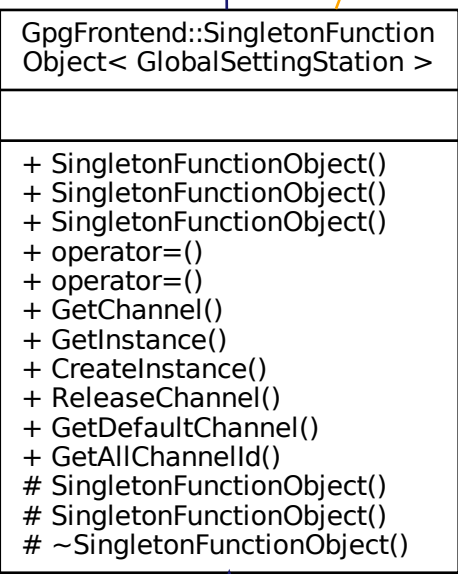 GpgFrontend::SingletonFunction
Object< GlobalSettingStation >
+ SingletonFunctionObject()
+ SingletonFunctionObject()
+ SingletonFunctionObject()
+ operator=()
+ operator=()
+ GetChannel()
+ GetInstance()
+ CreateInstance()
+ ReleaseChannel()
+ GetDefaultChannel()
+ GetAllChannelId()
# SingletonFunctionObject()
# SingletonFunctionObject()
# ~SingletonFunctionObject()